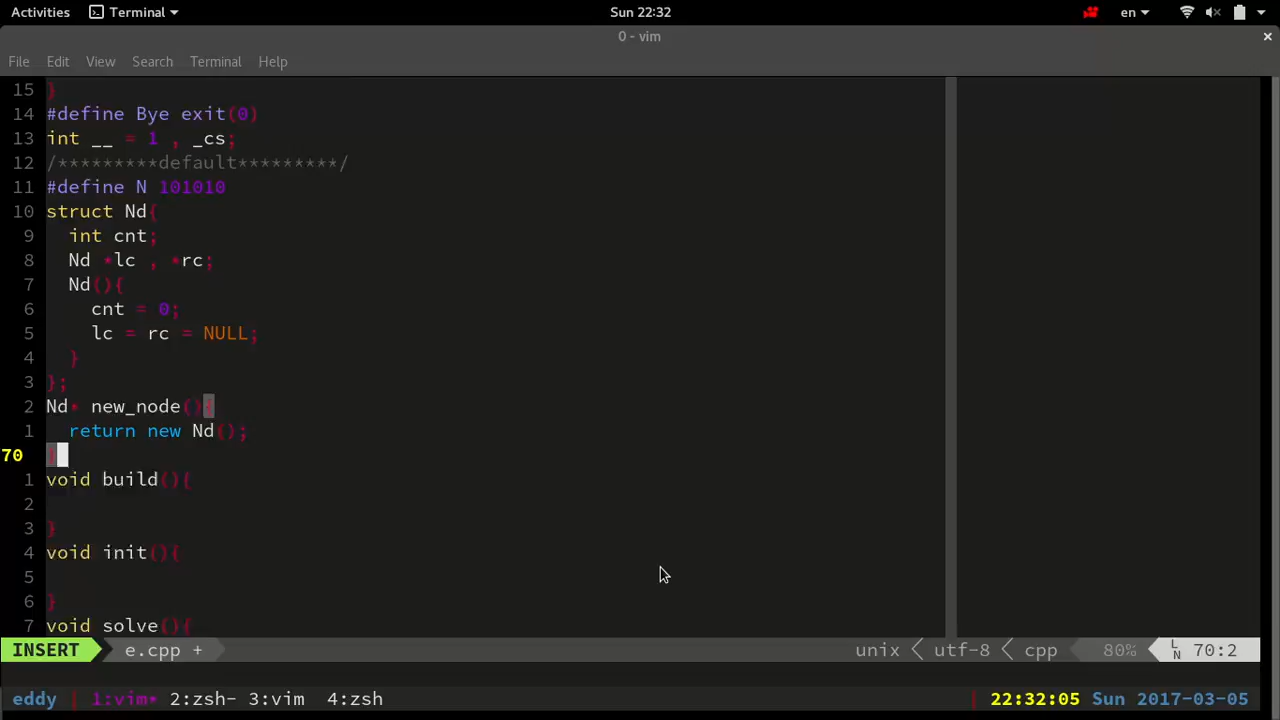 Activities Terminal Sun 22:32 en
0 - vim
File Edit View Search Terminal Help
15 }
14 #define Bye exit(0)
13 int __ = 1 , _cs;
12 /*********default*********/
11 #define N 101010
10 struct Nd{
9 int cnt;
8 Nd *lc , *rc;
7 Nd(){
6 cnt = 0;
5 lc = rc = NULL;
4 }
3 };
2 Nd* new_node(){
1 return new Nd();
70 }
1 void build(){
2
3 }
4 void init(){
5
6 }
7 void solve(){
INSERT e.cpp + unix utf-8 cpp 80% LN 70:2
eddy 1:vim* 2:zsh- 3:vim 4:zsh 22:32:05 Sun 2017-03-05